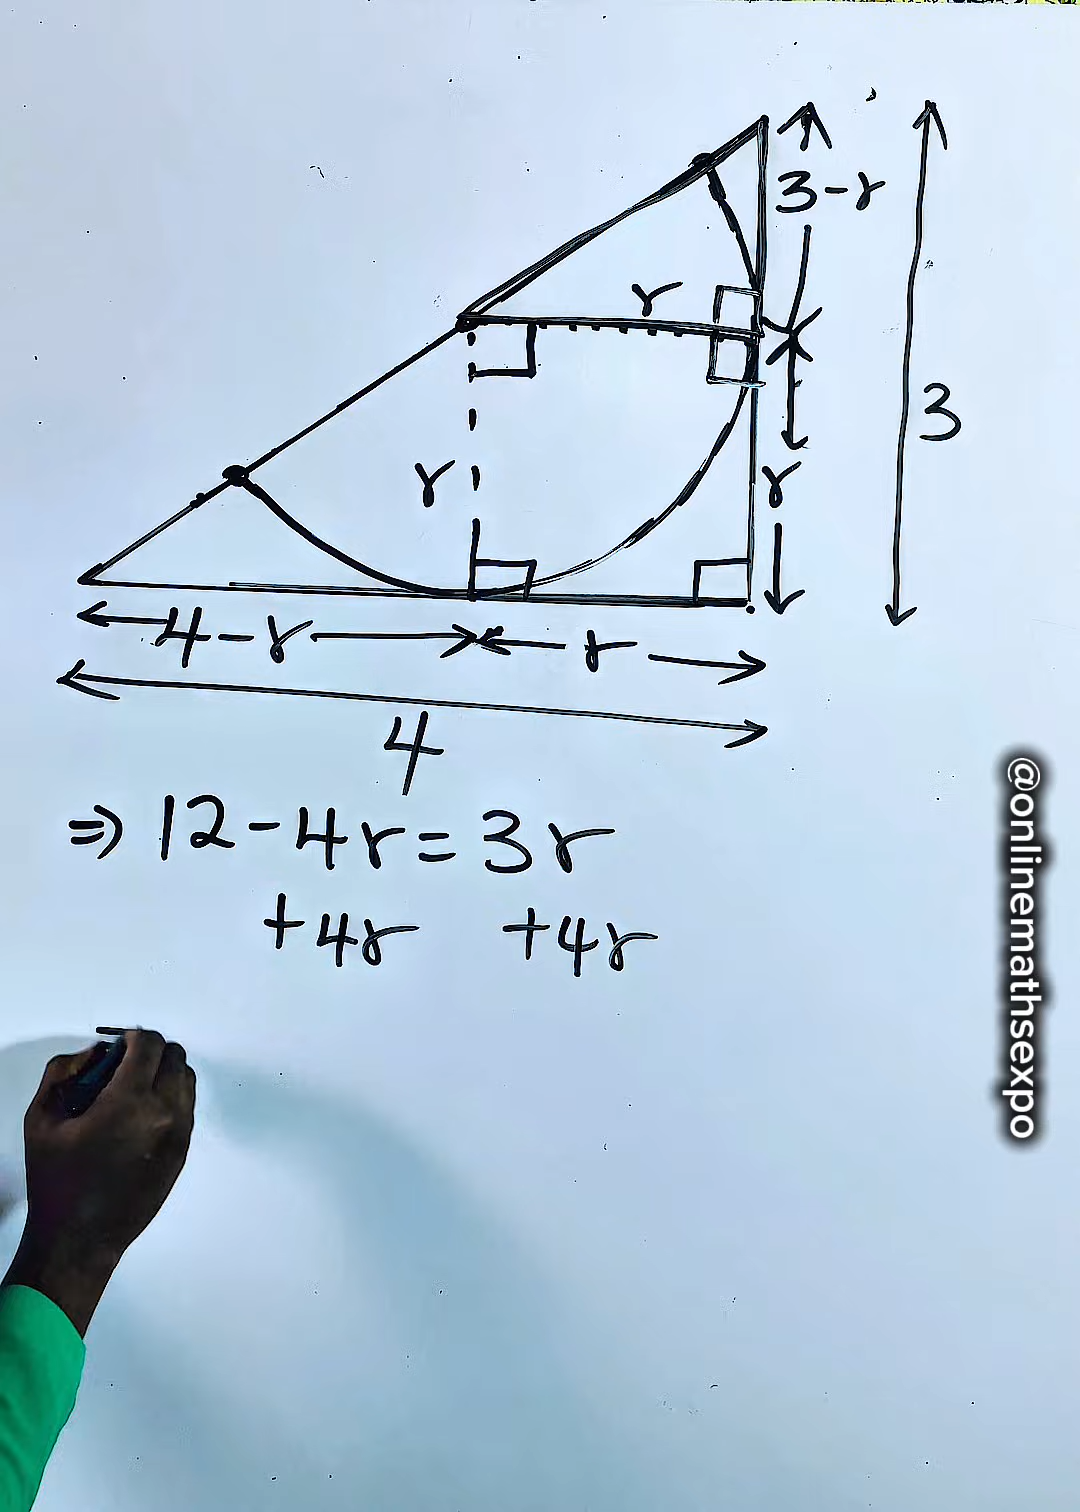 3-r
r
3
r
r
4-r
r
4
⇒ 12-4r=3r
+4r +4r
@onlinemathsexpo